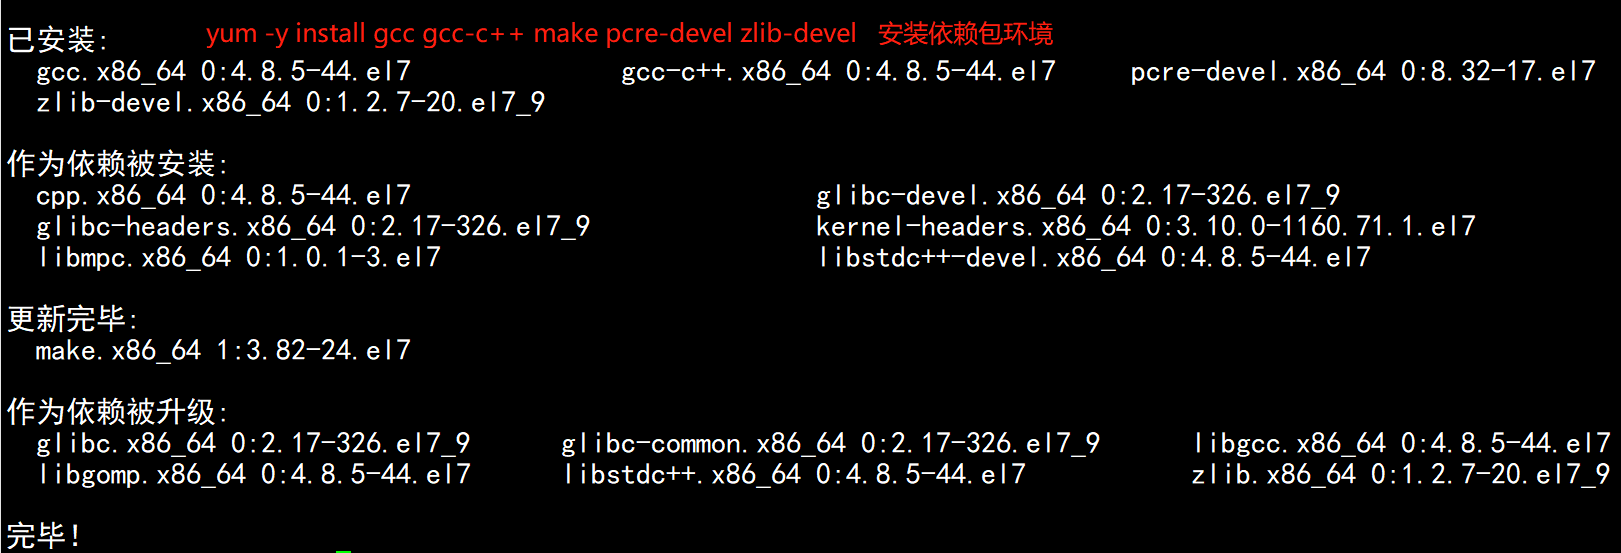 已安装:    yum -y install gcc gcc-c++ make pcre-devel zlib-devel   安装依赖包环境
  gcc.x86_64 0:4.8.5-44.el7    gcc-c++.x86_64 0:4.8.5-44.el7    pcre-devel.x86_64 0:8.32-17.el7
  zlib-devel.x86_64 0:1.2.7-20.el7_9
作为依赖被安装:
  cpp.x86_64 0:4.8.5-44.el7    glibc-devel.x86_64 0:2.17-326.el7_9
  glibc-headers.x86_64 0:2.17-326.el7_9    kernel-headers.x86_64 0:3.10.0-1160.71.1.el7
  libmpc.x86_64 0:1.0.1-3.el7    libstdc++-devel.x86_64 0:4.8.5-44.el7
更新完毕:
  make.x86_64 1:3.82-24.el7
作为依赖被升级:
  glibc.x86_64 0:2.17-326.el7_9    glibc-common.x86_64 0:2.17-326.el7_9    libgcc.x86_64 0:4.8.5-44.el7
  libgomp.x86_64 0:4.8.5-44.el7    libstdc++.x86_64 0:4.8.5-44.el7    zlib.x86_64 0:1.2.7-20.el7_9
完毕!